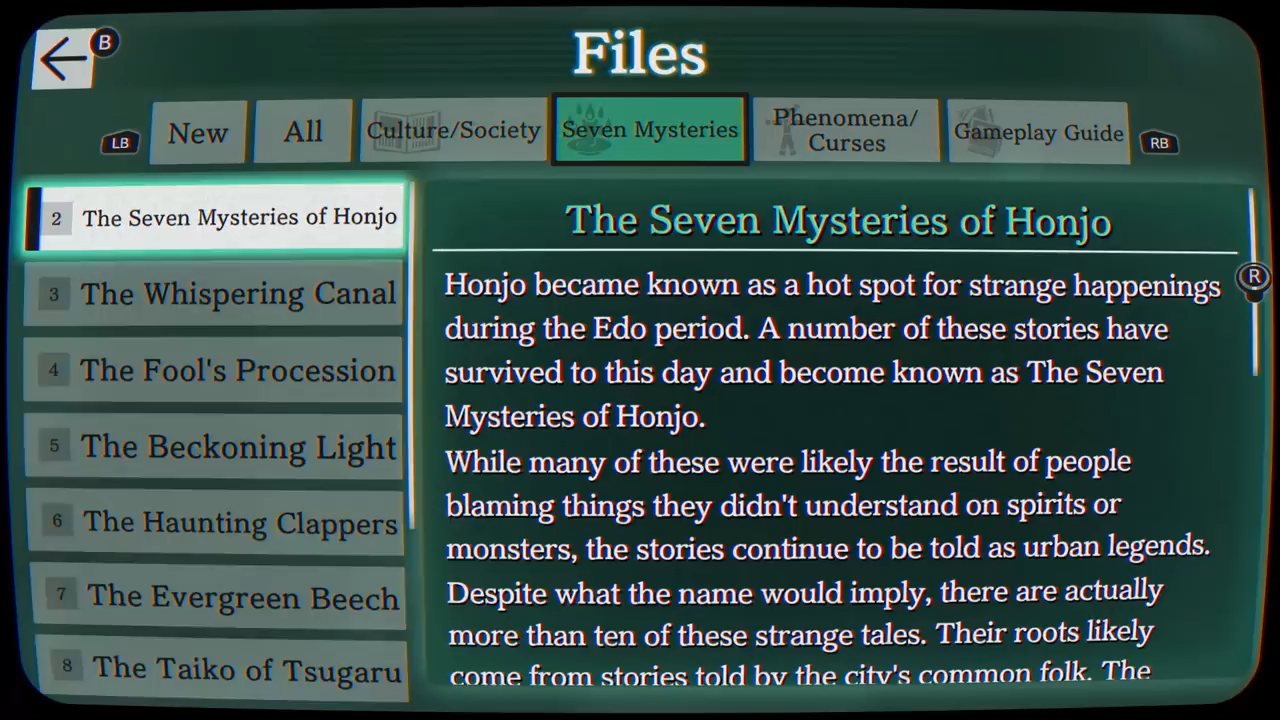 B
Files
LB
New
All
Culture/Society
Seven Mysteries
Phenomena/
Curses
Gameplay Guide
RB
2 The Seven Mysteries of Honjo
3 The Whispering Canal
4 The Fool's Procession
5 The Beckoning Light
6 The Haunting Clappers
7 The Evergreen Beech
8 The Taiko of Tsugaru
The Seven Mysteries of Honjo
R
Honjo became known as a hot spot for strange happenings
during the Edo period. A number of these stories have
survived to this day and become known as The Seven
Mysteries of Honjo.
While many of these were likely the result of people
blaming things they didn't understand on spirits or
monsters, the stories continue to be told as urban legends.
Despite what the name would imply, there are actually
more than ten of these strange tales. Their roots likely
come from stories told by the city's common folk. The